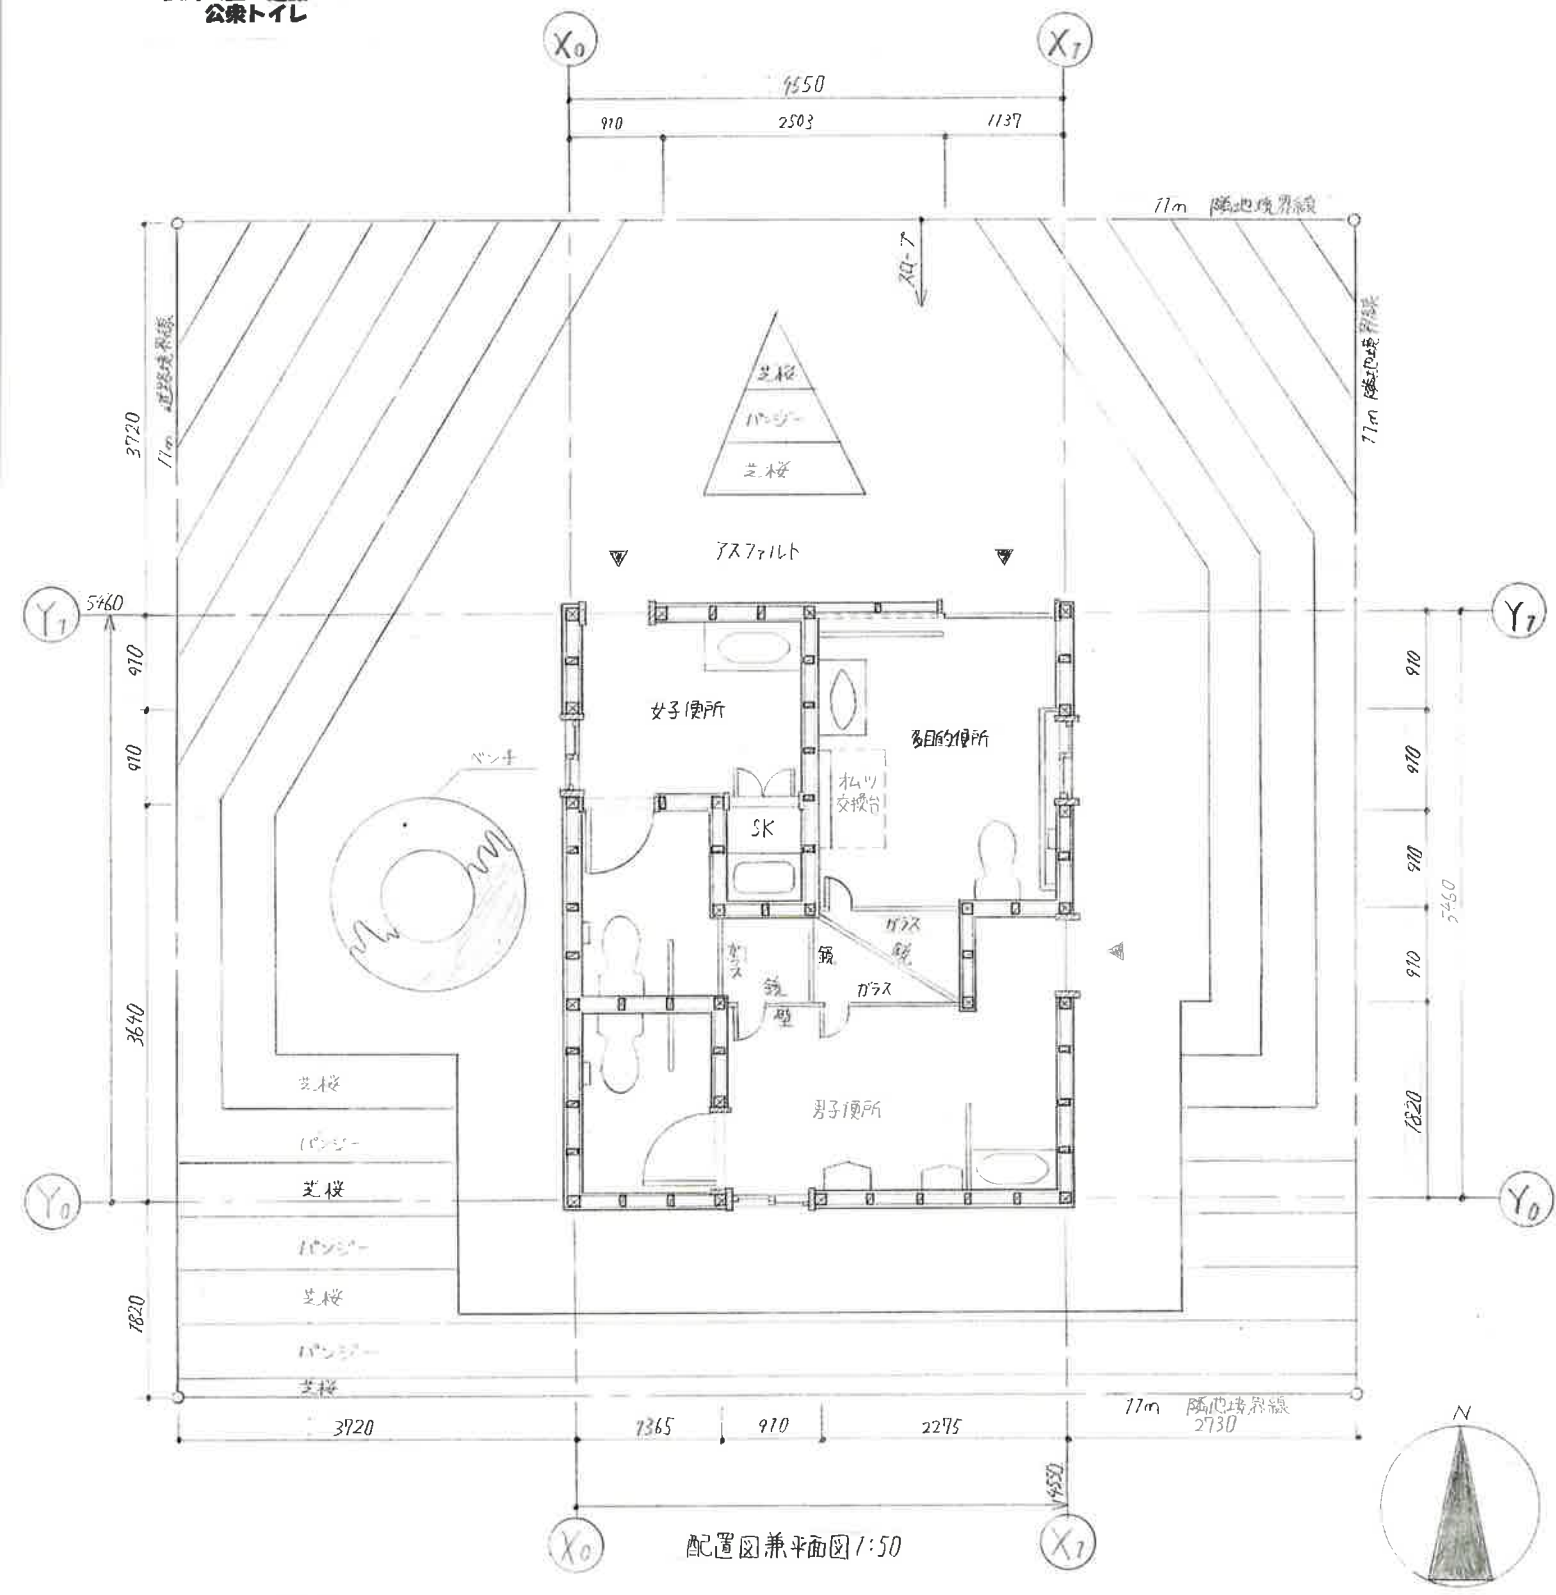 公衆トイレ
X0
X1
4550
910
2503
1137
11m 隣地境界線
スロープ
11m 道路境界線
11m 隣地境界線
芝桜
パンジー
芝桜
3720
アスファルト
Y1
5460
Y1
910
910
女子便所
多目的便所
910
910
ベンチ
オムツ
交換台
SK
910
5460
ガラス
鏡
ガラス
鏡
鏡
ガラス
壁
910
3640
芝桜
男子便所
1820
パンジー
芝桜
Y0
Y0
パンジー
芝桜
1820
パンジー
芝桜
11m 隣地境界線
3720
1365
910
2275
2730
N
4550
X0
配置図兼平面図1:50
X1